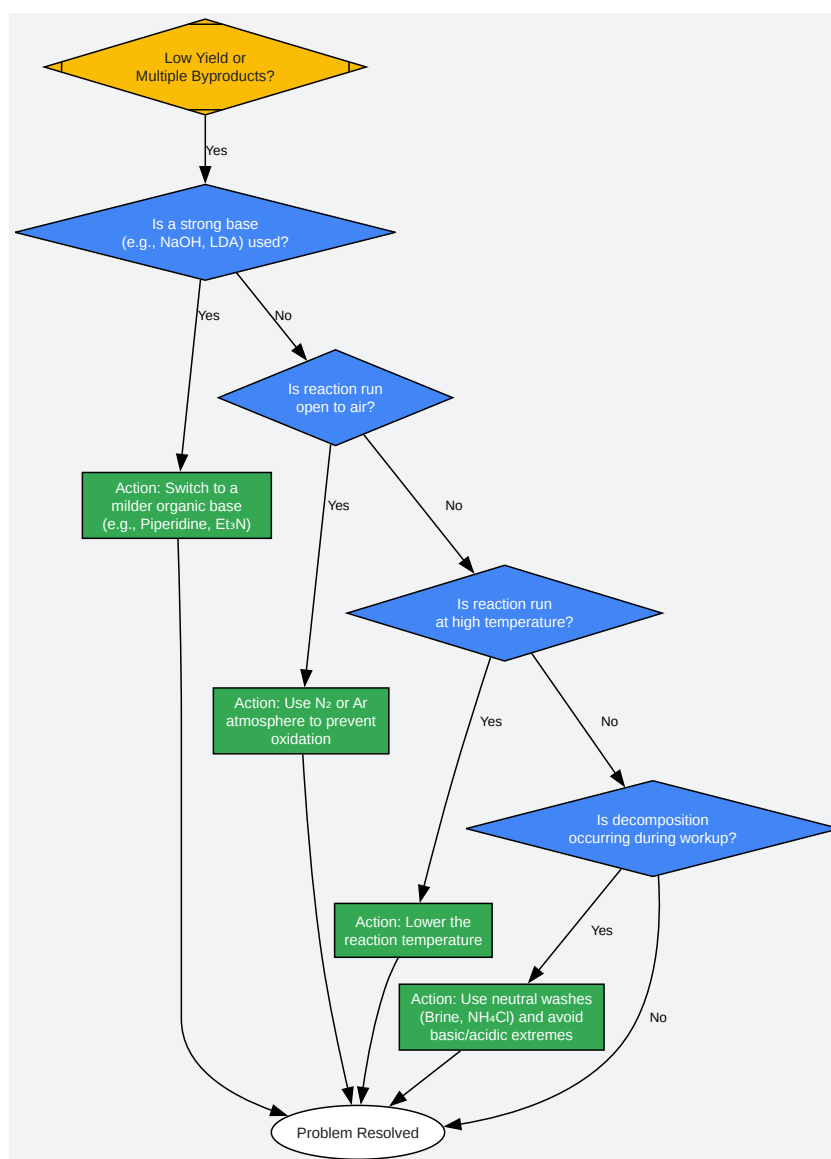 Low Yield or
Multiple Byproducts?
Yes
Is a strong base
(e.g., NaOH, LDA) used?
Yes
No
Is reaction run
open to air?
Action: Switch to a
milder organic base
(e.g., Piperidine, Et₃N)
Yes
No
Is reaction run
at high temperature?
Action: Use N₂ or Ar
atmosphere to prevent
oxidation
Yes
No
Is decomposition
occurring during workup?
Action: Lower the
reaction temperature
Yes
Action: Use neutral washes
(Brine, NH₄Cl) and avoid
basic/acidic extremes
No
Problem Resolved